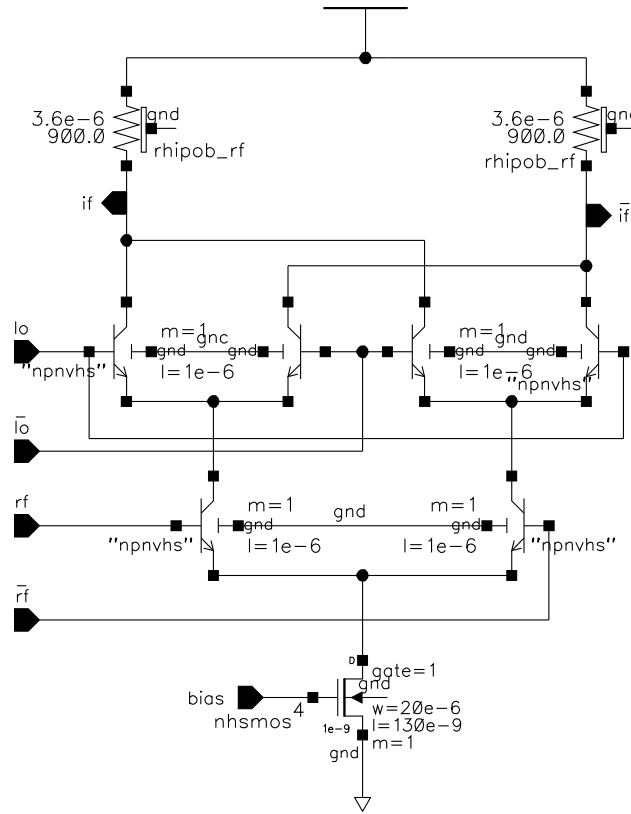 gnd
3.6e-6
900.0
rhipob_rf
gnd
3.6e-6
900.0
rhipob_rf
if
if
lo
m=1
gnc
gnd
gnd
"npnvhs"
l=1e-6
m=1
gnd
gnd
gnd
l=1e-6
"npnvhs"
lo
rf
m=1
gnd
gnd
"npnvhs"
l=1e-6
m=1
gnd
l=1e-6
"npnvhs"
rf
D
gate=1
gnd
bias
4
nhsmos
w=20e-6
l=130e-9
1e-9
m=1
gnd